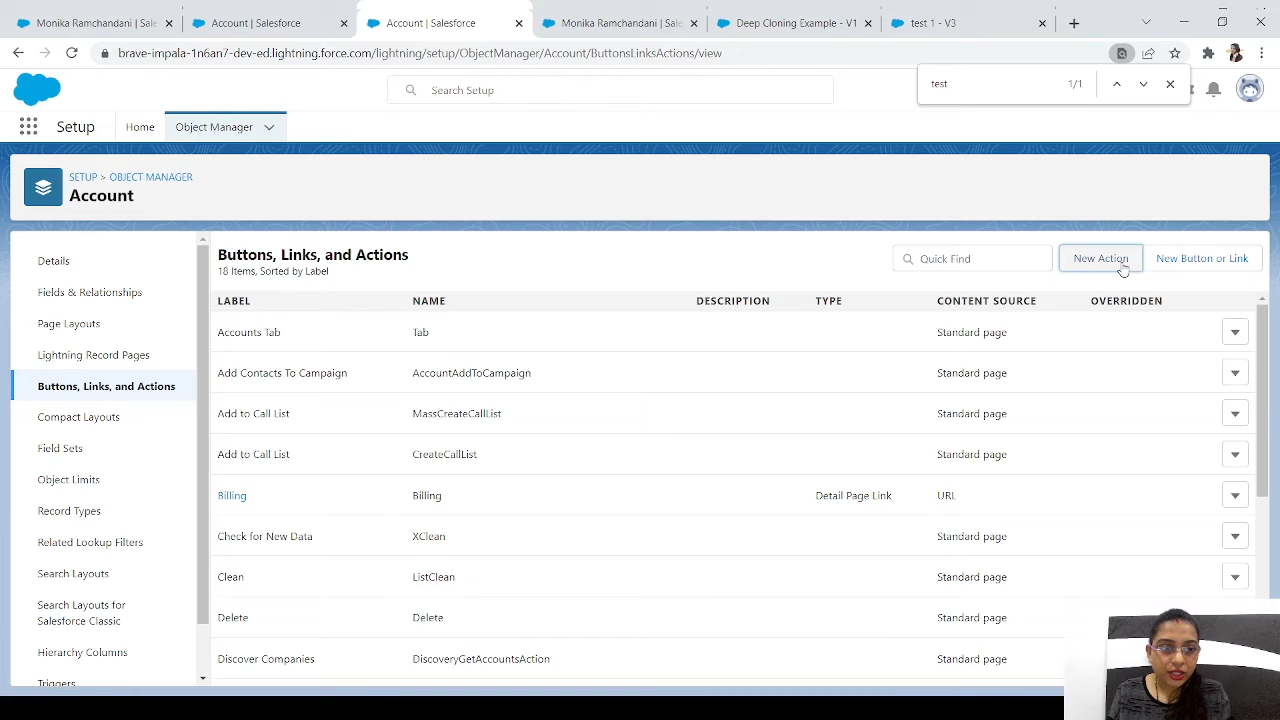 Monika Ramchandani | Sale
Account | Salesforce
Account | Salesforce
Monika Ramchandani | Sales
Deep Cloning Example - V1
test 1 - V3
brave-impala-1n6an7-dev-ed.lightning.force.com/lightning/setup/ObjectManager/Account/ButtonsLinksActions/view
test
1/1
Search Setup
Setup
Home
Object Manager
SETUP > OBJECT MANAGER
Account
Details
Fields & Relationships
Page Layouts
Lightning Record Pages
Buttons, Links, and Actions
Compact Layouts
Field Sets
Object Limits
Record Types
Related Lookup Filters
Search Layouts
Search Layouts for
Salesforce Classic
Hierarchy Columns
Triggers
Buttons, Links, and Actions
18 Items, Sorted by Label
Quick Find
New Action
New Button or Link
LABEL NAME DESCRIPTION TYPE CONTENT SOURCE OVERRIDDEN
Accounts Tab Tab Standard page
Add Contacts To Campaign AccountAddToCampaign Standard page
Add to Call List MassCreateCallList Standard page
Add to Call List CreateCallList Standard page
Billing Billing Detail Page Link URL
Check for New Data XClean Standard page
Clean ListClean Standard page
Delete Delete Standard page
Discover Companies DiscoveryGetAccountsAction Standard page